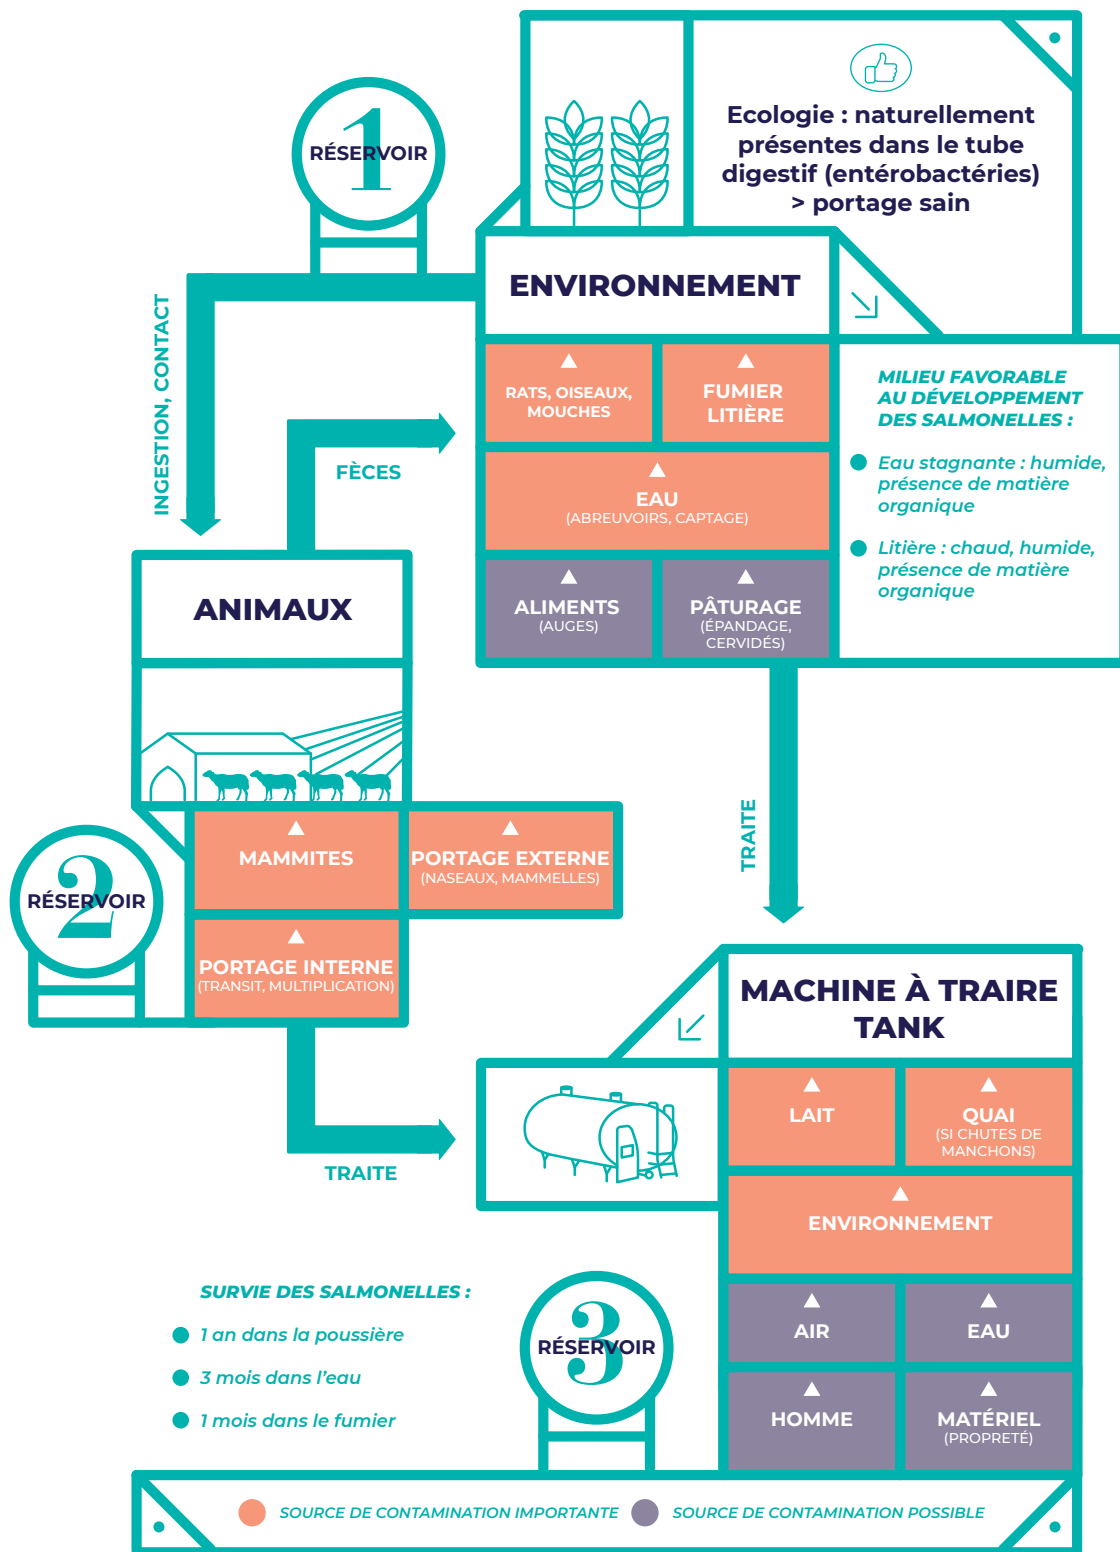 1
RÉSERVOIR
Ecologie : naturellement
présentes dans le tube
digestif (entérobactéries)
> portage sain
ENVIRONNEMENT
INGESTION, CONTACT
FÈCES
RATS, OISEAUX,
MOUCHES
FUMIER
LITIÈRE
EAU
(ABREUVOIRS, CAPTAGE)
ALIMENTS
(AUGES)
PÂTURAGE
(ÉPANDAGE,
CERVIDÉS)
MILIEU FAVORABLE
AU DÉVELOPPEMENT
DES SALMONELLES :
Eau stagnante : humide,
présence de matière
organique
Litière : chaud, humide,
présence de matière
organique
ANIMAUX
2
RÉSERVOIR
MAMMITES
PORTAGE EXTERNE
(NASEAUX, MAMMELLES)
PORTAGE INTERNE
(TRANSIT, MULTIPLICATION)
TRAITE
TRAITE
MACHINE À TRAIRE
TANK
LAIT
QUAI
(SI CHUTES DE
MANCHONS)
ENVIRONNEMENT
AIR
EAU
HOMME
MATÉRIEL
(PROPRETÉ)
3
RÉSERVOIR
SURVIE DES SALMONELLES :
1 an dans la poussière
3 mois dans l'eau
1 mois dans le fumier
SOURCE DE CONTAMINATION IMPORTANTE
SOURCE DE CONTAMINATION POSSIBLE